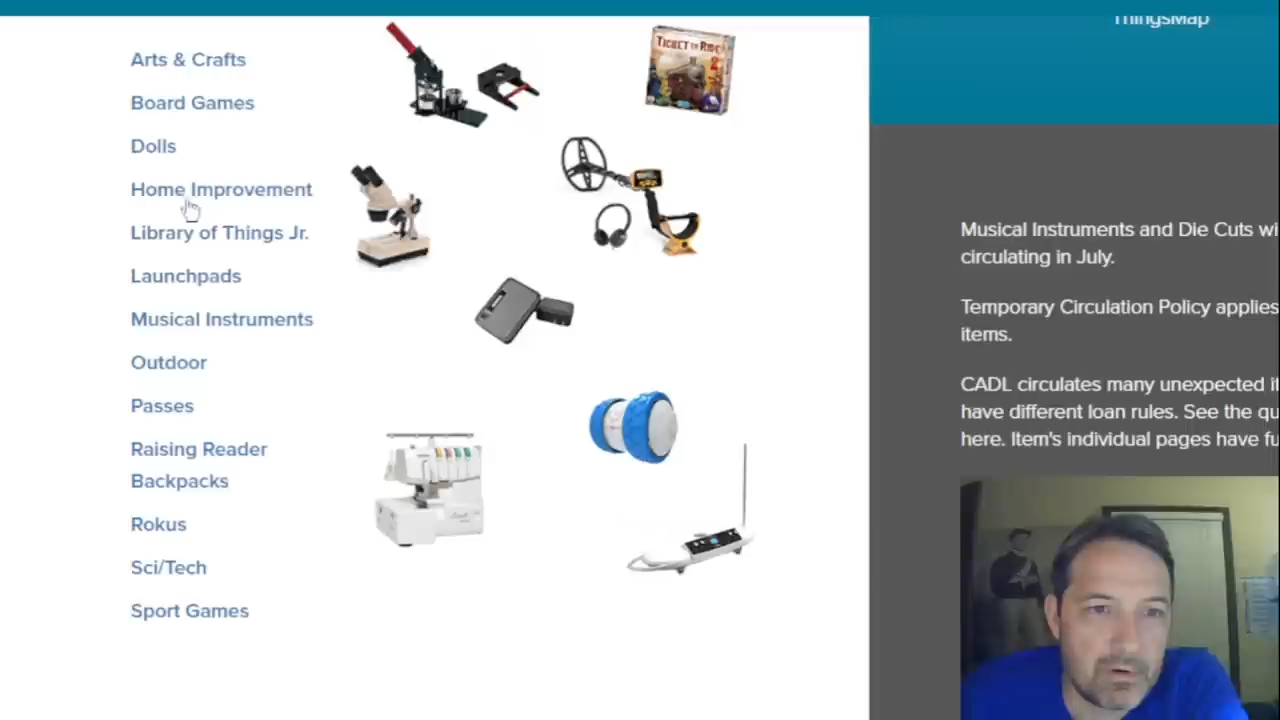 ThingsMap
Arts & Crafts
Board Games
Dolls
Home Improvement
Library of Things Jr.
Launchpads
Musical Instruments
Outdoor
Passes
Raising Reader
Backpacks
Rokus
Sci/Tech
Sport Games
TICKET TO RIDE
Musical Instruments and Die Cuts wi
circulating in July.
Temporary Circulation Policy applies
items.
CADL circulates many unexpected it
have different loan rules. See the qu
here. Item's individual pages have fu